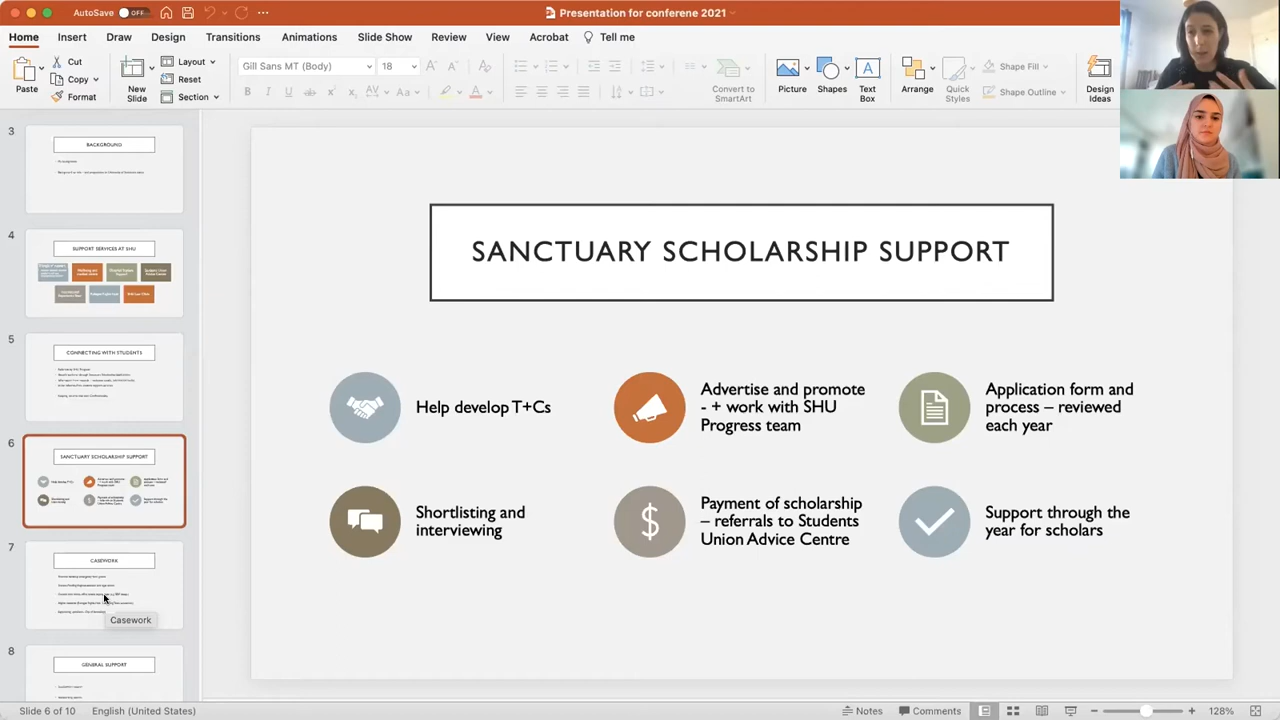 AutoSave OFF
Presentation for conferene 2021
Home Insert Draw Design Transitions Animations Slide Show Review View Acrobat Tell me
Paste
Cut
Copy
Format
New Slide
Layout
Reset
Section
Gill Sans MT (Body) 18
Convert to SmartArt
Picture
Shapes
Text Box
Arrange
Quick Styles
Shape Fill
Shape Outline
Design Ideas
3
BACKGROUND
4
SUPPORT SERVICES AT SHU
5
CONNECTING WITH STUDENTS
6
SANCTUARY SCHOLARSHIP SUPPORT
7
CASEWORK
Casework
8
GENERAL SUPPORT
SANCTUARY SCHOLARSHIP SUPPORT
Help develop T+Cs
Advertise and promote
- + work with SHU
Progress team
Application form and
process – reviewed
each year
Shortlisting and
interviewing
Payment of scholarship
– referrals to Students
Union Advice Centre
Support through the
year for scholars
Slide 6 of 10 English (United States) Notes Comments 128%